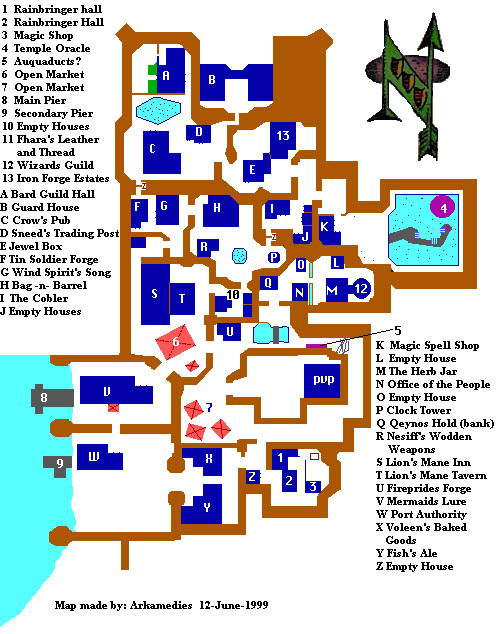 1 Rainbringer hall
2 Rainbringer Hall
3 Magic Shop
4 Temple Oracle
5 Auquaducts?
6 Open Market
7 Open Market
8 Main Pier
9 Secondary Pier
10 Empty Houses
11 Fhara's Leather
and Thread
12 Wizards Guild
13 Iron Forge Estates
A Bard Guild Hall
B Guard House
C Crow's Pub
D Sneed's Trading Post
E Jewel Box
F Tin Soldier Forge
G Wind Spirit's Song
H Bag -n- Barrel
I The Cobler
J Empty Houses
A
B
D
C
13
E
z
F
G
H
I
J
K
4
z
R
P
O
L
S
T
10
Q
N
M
12
U
6
5
V
pvp
8
7
9
W
X
Y
Z
1
2
3
K Magic Spell Shop
L Empty House
M The Herb Jar
N Office of the People
O Empty House
P Clock Tower
Q Qeynos Hold (bank)
R Nesiff's Wodden
Weapons
S Lion's Mane Inn
T Lion's Mane Tavern
U Fireprides Forge
V Mermaids Lure
W Port Authority
X Voleen's Baked
Goods
Y Fish's Ale
Z Empty House
Map made by: Arkamedies 12-June-1999